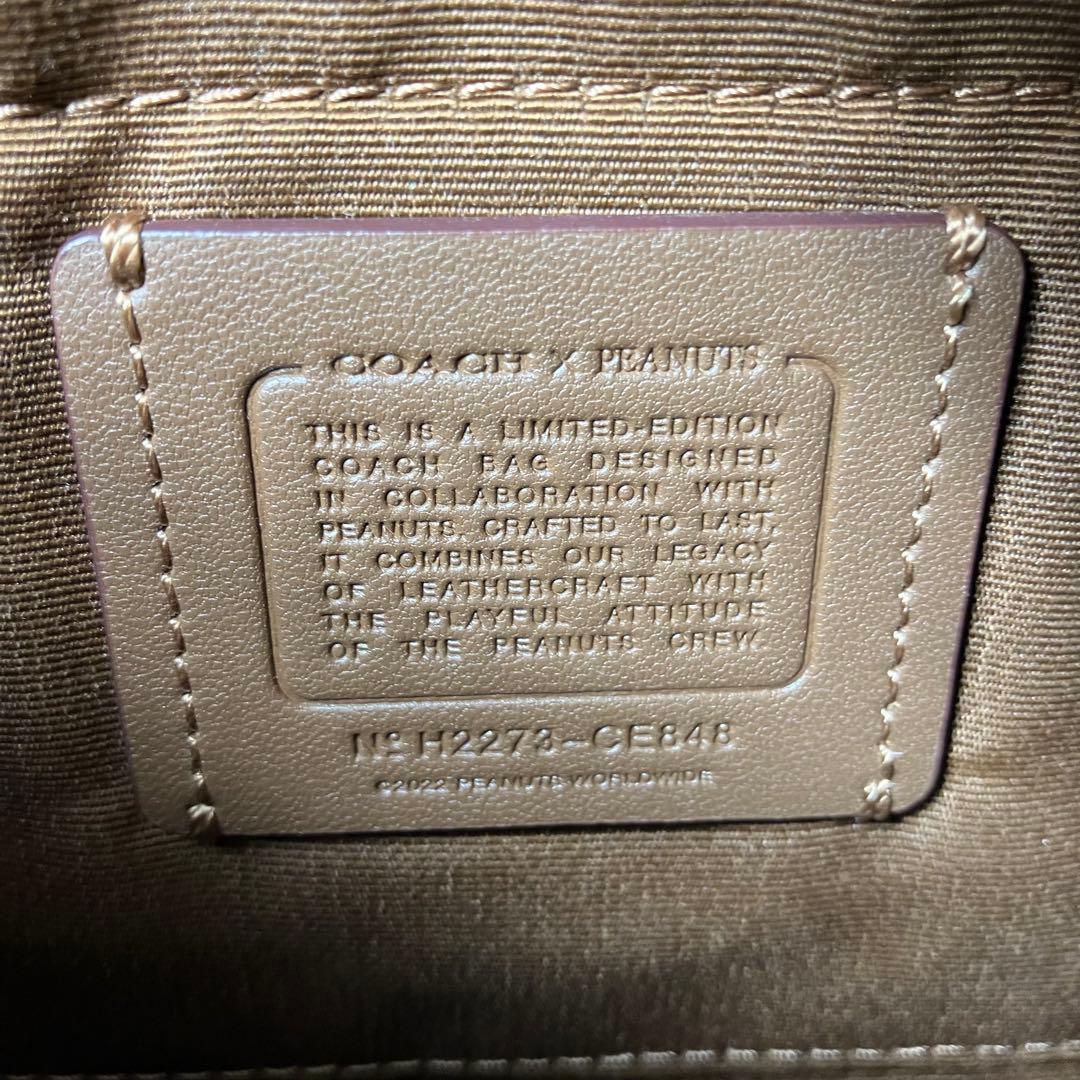 COACH X PEANUTS
THIS IS A LIMITED-EDITION
COACH BAG DESIGNED
IN COLLABORATION WITH
PEANUTS. CRAFTED TO LAST,
IT COMBINES OUR LEGACY
OF LEATHERCRAFT WITH
THE PLAYFUL ATTITUDE
OF THE PEANUTS CREW.
Nº H2273-CE848
©2022 PEANUTS WORLDWIDE